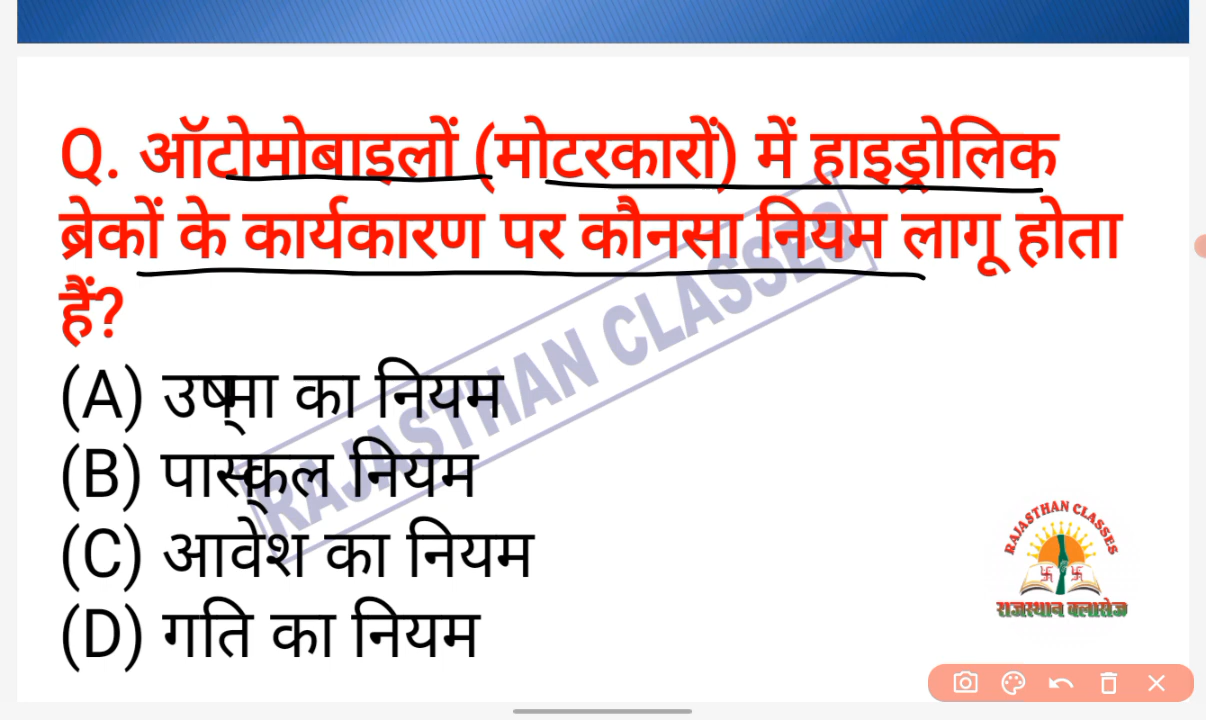 Q. ऑटोमोबाइलों (मोटरकारों) में हाइड्रोलिक
ब्रेकों के कार्यकारण पर कौनसा नियम लागू होता
हैं?
(A) उष्मा का नियम
(B) पास्कल नियम
(C) आवेश का नियम
(D) गति का नियम
RAJASTHAN CLASSES
RAJASTHAN CLASSES
राजस्थान क्लासेज